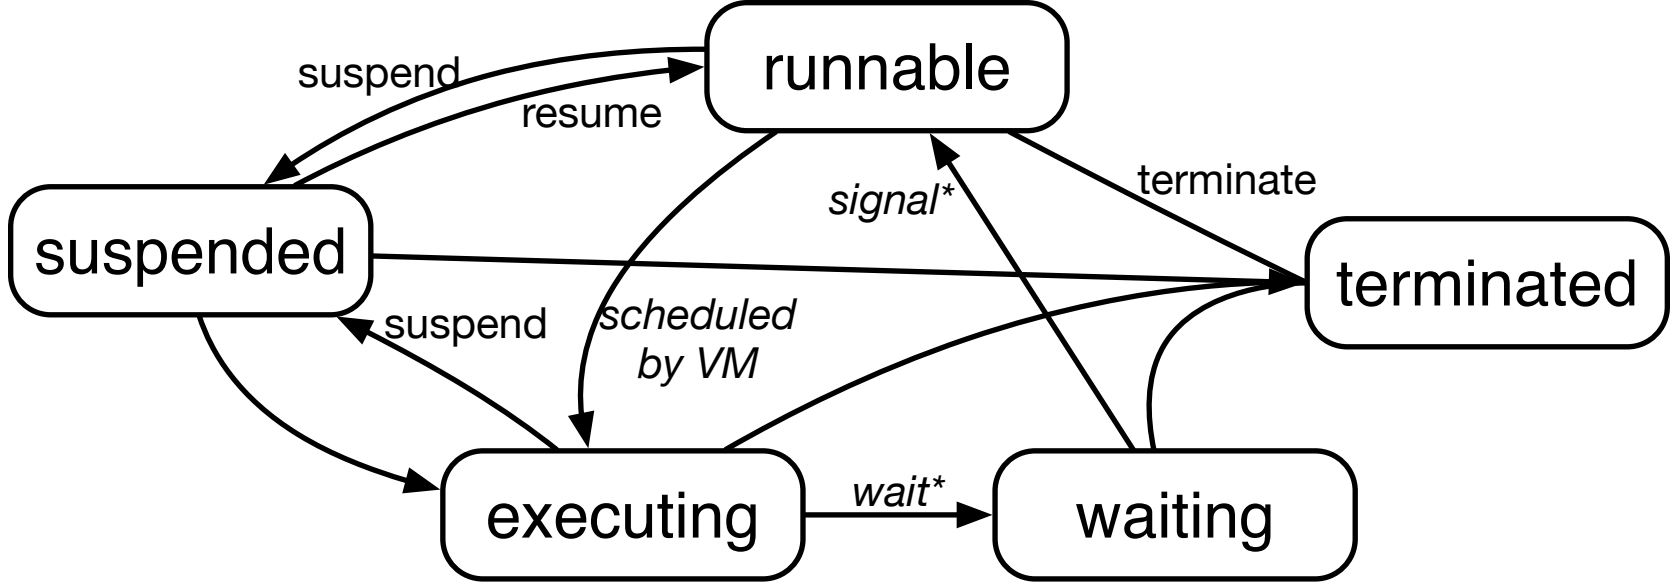 runnable
suspend
resume
terminate
signal*
suspended
terminated
scheduled
by VM
suspend
wait*
executing
waiting